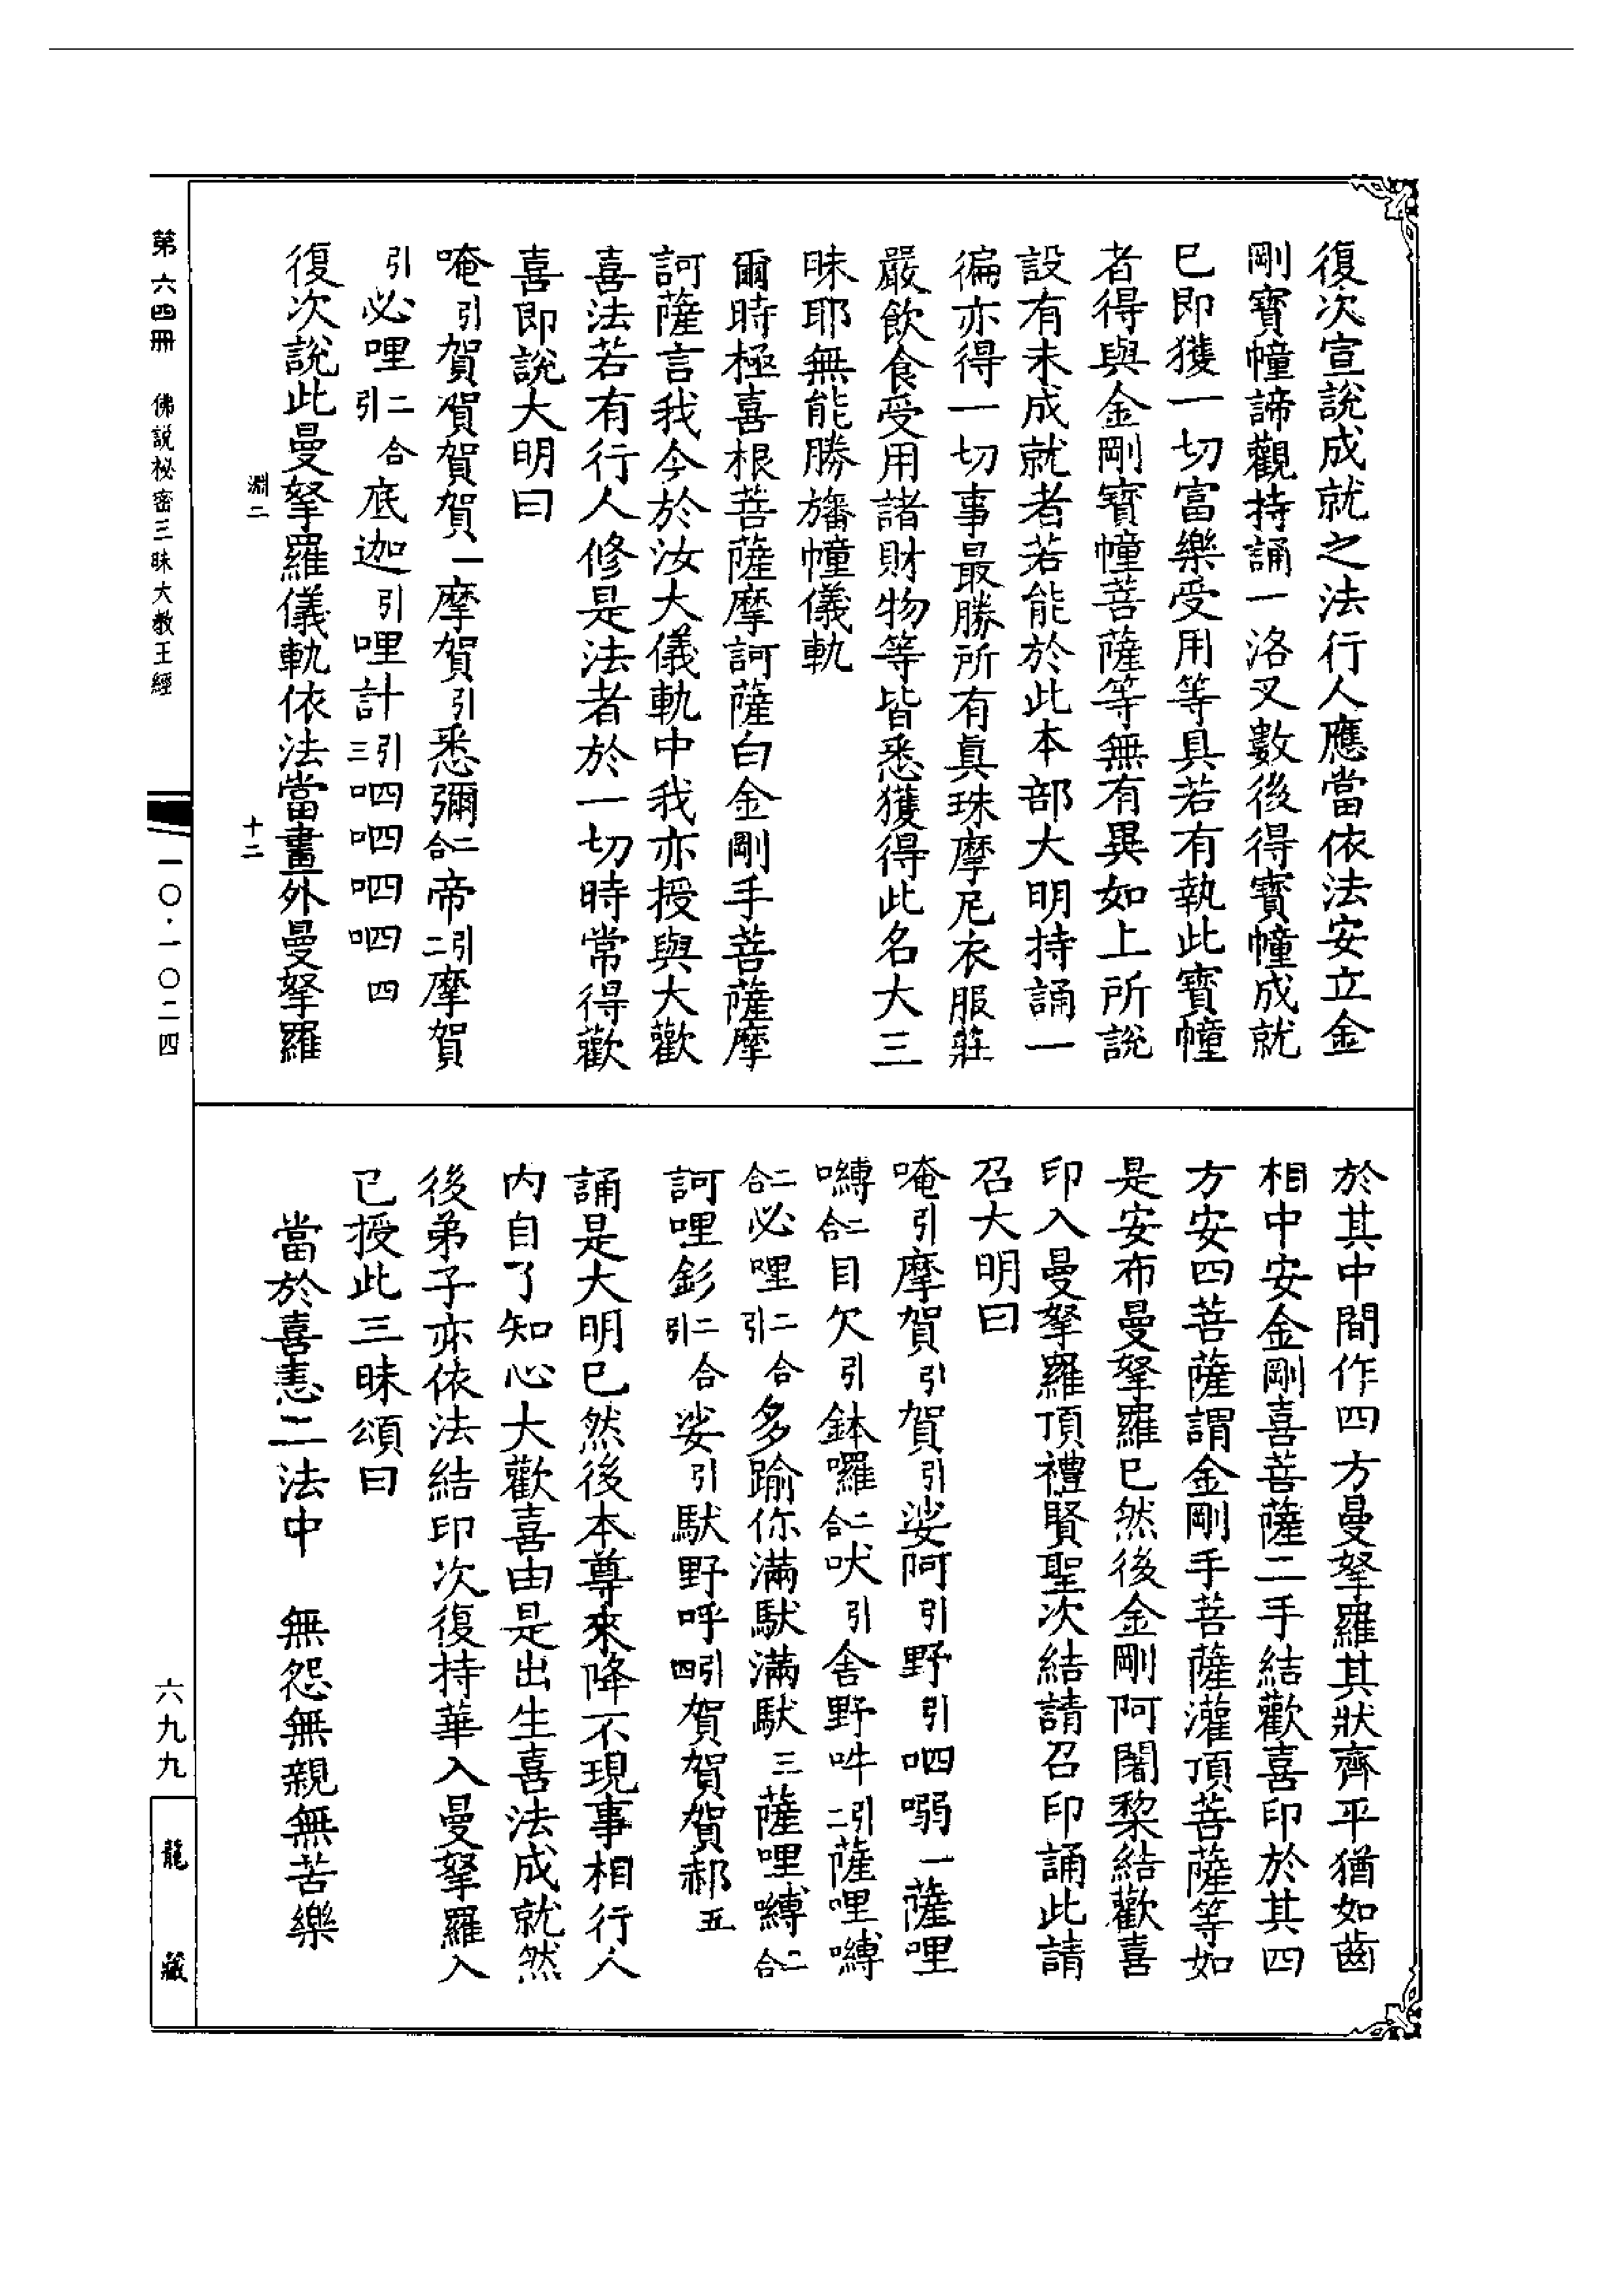 復次宣說成就之法行人應當依法安立金
剛寶幢諦觀持誦一洛叉數後得寶幢成就
已即獲一切富樂受用等具若有執此寶幢
者得與金剛寶幢菩薩等無有異如上所說
設有未成就者若能於此本部大明持誦一
徧亦得一切事最勝所有真珠摩尼衣服莊
嚴飲食受用諸財物等皆悉獲得此名大三
昧耶無能勝旛幢儀軌
爾時極喜根菩薩摩訶薩白金剛手菩薩摩
訶薩言我今於汝大儀軌中我亦授與大歡
喜法若有行人修是法者於一切時常得歡
喜即說大明曰
唵引賀賀賀賀一摩賀引悉彌二合帝引二摩賀
引必哩二合引底迦引哩計引三呬呬呬呬四
復次說此曼拏羅儀軌依法當畫外曼拏羅
淵二 十二
於其中間作四方曼拏羅其狀齊平猶如齒
相中安金剛喜菩薩二手結歡喜印於其四
方安四菩薩謂金剛手菩薩灌頂菩薩等如
是安布曼拏羅已然後金剛阿闍黎結歡喜
印入曼拏羅頂禮賢聖次結請召印誦此請
召大明曰
唵引摩賀引賀引娑阿引野引呬嗍一薩哩
嚩二合目欠引鉢囉二合吠引舍野吽引二薩哩嚩
二合必哩二合引多踰你滿馱滿馱三薩哩嚩二合
訶哩彭二合引娑引馱野呼引四賀賀賀郝五
誦是大明已然後本尊來降不現事相行人
內自了知心大歡喜由是出生喜法成就然
後弟子亦依法結印次復持華入曼拏羅入
已授此三昧頌曰
當於喜恚二法中 無怨無親無苦樂
第六四冊 佛說祕密三昧大教王經
一〇·一〇二四
六九九
龍藏